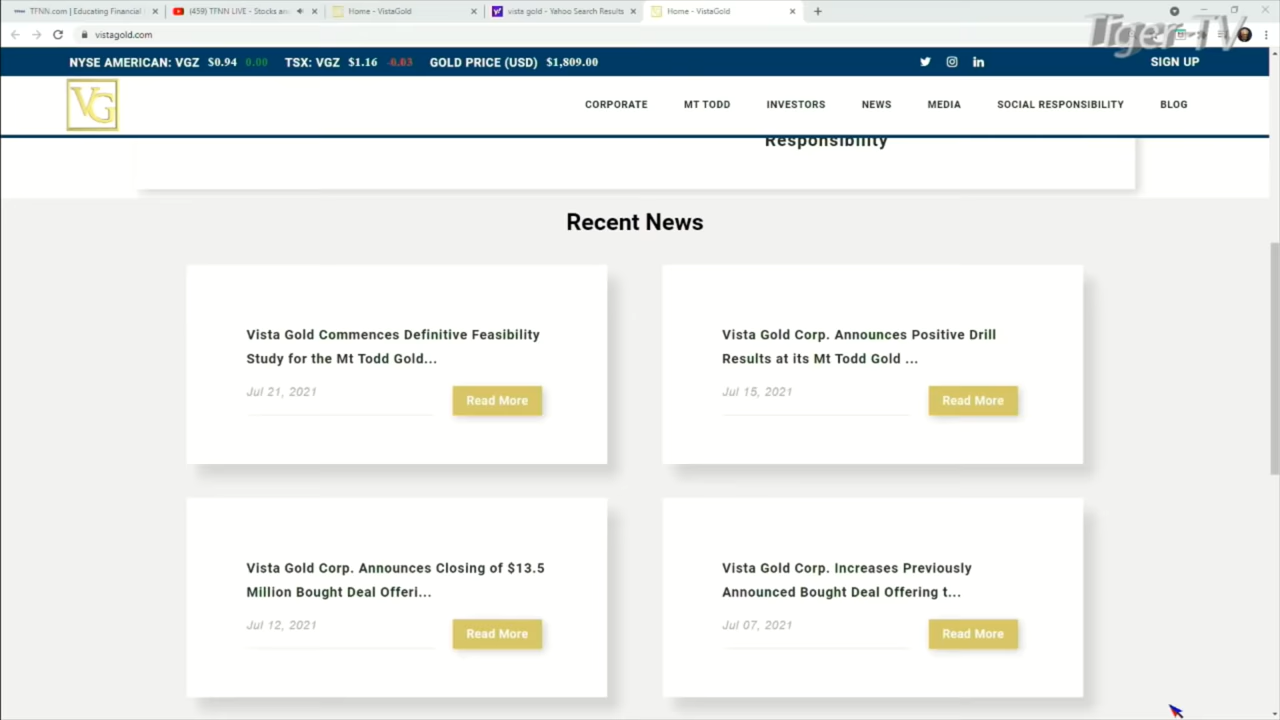 TFNN.com | Educating Financial
(459) TFNN LIVE - Stocks an
Home - VistaGold
vista gold - Yahoo Search Results
Home - VistaGold
vistagold.com
Tiger-TV
NYSE AMERICAN: VGZ $0.94 0.00 TSX: VGZ $1.16 -0.03 GOLD PRICE (USD) $1,809.00
SIGN UP
VG
CORPORATE MT TODD INVESTORS NEWS MEDIA SOCIAL RESPONSIBILITY BLOG
Responsibility
Recent News
Vista Gold Commences Definitive Feasibility
Study for the Mt Todd Gold...
Jul 21, 2021
Read More
Vista Gold Corp. Announces Positive Drill
Results at its Mt Todd Gold ...
Jul 15, 2021
Read More
Vista Gold Corp. Announces Closing of $13.5
Million Bought Deal Offeri...
Jul 12, 2021
Read More
Vista Gold Corp. Increases Previously
Announced Bought Deal Offering t...
Jul 07, 2021
Read More